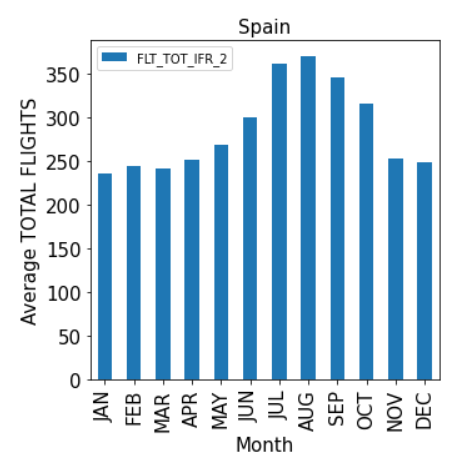 Spain
FLT_TOT_IFR_2
Average TOTAL FLIGHTS
350
300
250
200
150
100
50
0
JAN
FEB
MAR
APR
MAY
JUN
JUL
AUG
SEP
OCT
NOV
DEC
Month